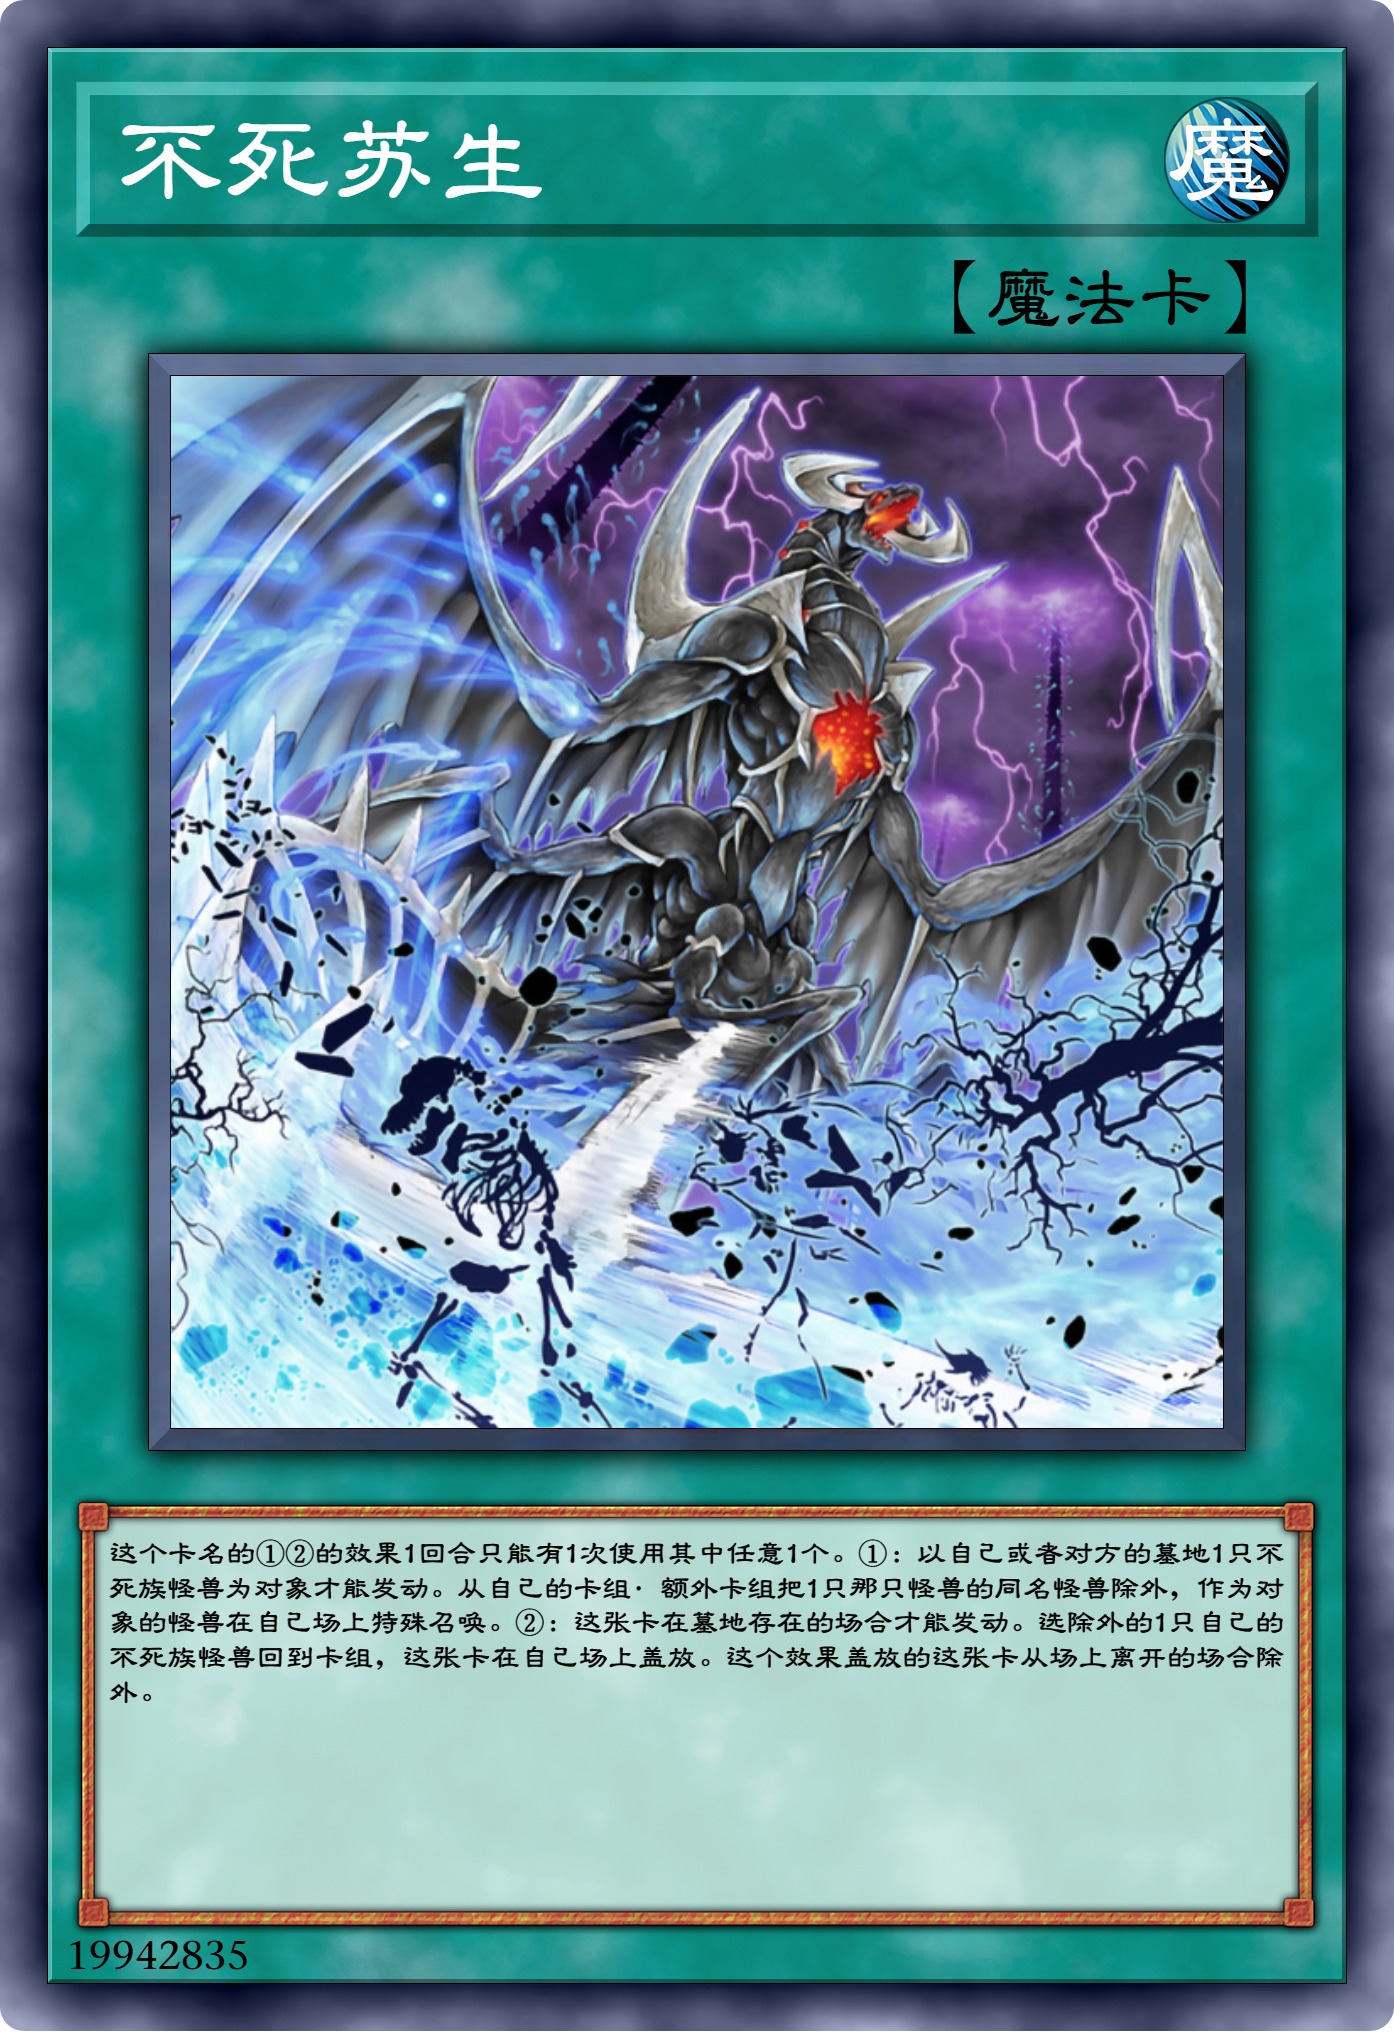 不死苏生
魔
【魔法卡】
这个卡名的①②的效果1回合只能有1次使用其中任意1个。①：以自己或者对方的墓地1只不
死族怪兽为对象才能发动。从自己的卡组·额外卡组把1只那只怪兽的同名怪兽除外，作为对
象的怪兽在自己场上特殊召唤。②：这张卡在墓地存在的场合才能发动。选除外的1只自己的
不死族怪兽回到卡组，这张卡在自己场上盖放。这个效果盖放的这张卡从场上离开的场合除
外。
19942835